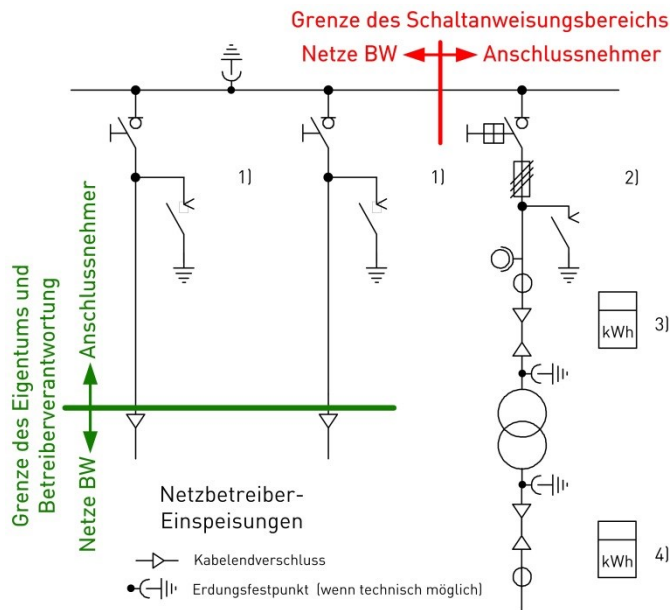 Grenze des Schaltanweisungsbereichs
Netze BW
Anschlussnehmer
1)
1)
2)
kWh
3)
Grenze des Eigentums und
Betreiberverantwortung
Anschlussnehmer
Netze BW
Netzbetreiber-
Einspeisungen
Kabelendverschluss
Erdungsfestpunkt (wenn technisch möglich)
kWh
4)